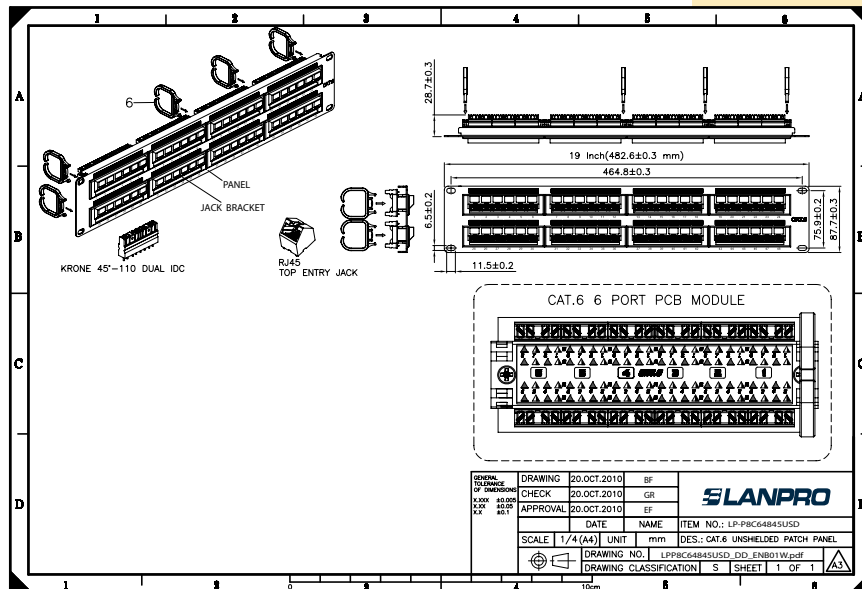 1 2 3 4 5 6
A A
6
PANEL
JACK BRACKET
KRONE 45°-110 DUAL IDC
RJ45
TOP ENTRY JACK
28.7±0.3
19 Inch(482.6±0.3 mm)
464.8±0.3
6.5±0.2
11.5±0.2
75.9±0.2
87.7±0.3
B B
CAT.6 6 PORT PCB MODULE
C C
D
GENERAL
TOLERANCE
OF DIMENSIONS
X.XXX ±0.005
X.XX ±0.05
X.X ±0.1
DRAWING 20.OCT.2010 BF
CHECK 20.OCT.2010 GR
APPROVAL 20.OCT.2010 EF
DATE NAME
LANPRO
ITEM NO.: LP-P8C64845USD
SCALE 1/4(A4) UNIT mm DES.: CAT.6 UNSHIELDED PATCH PANEL
DRAWING NO. LPP8C64845USD_DD_ENB01W.pdf
DRAWING CLASSIFICATION S SHEET 1 OF 1
A3
1 2 3 4 5 6
0 10cm